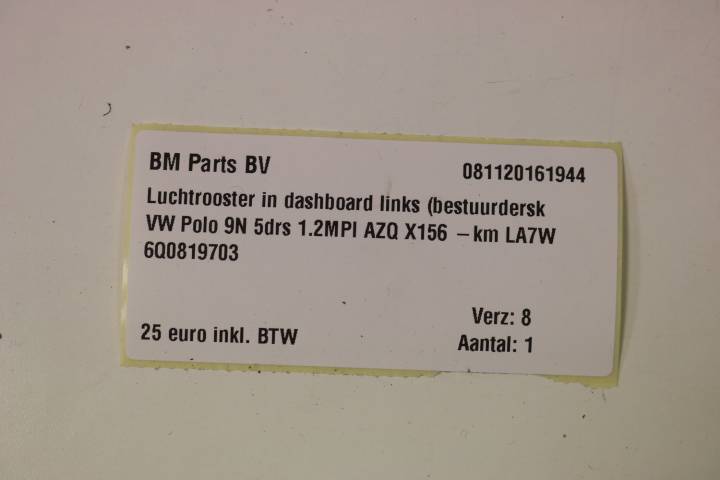 BM Parts BV 081120161944
Luchtrooster in dashboard links (bestuurdersk
VW Polo 9N 5drs 1.2MPI AZQ X156 –km LA7W
6Q0819703
Verz: 8
25 euro inkl. BTW Aantal: 1